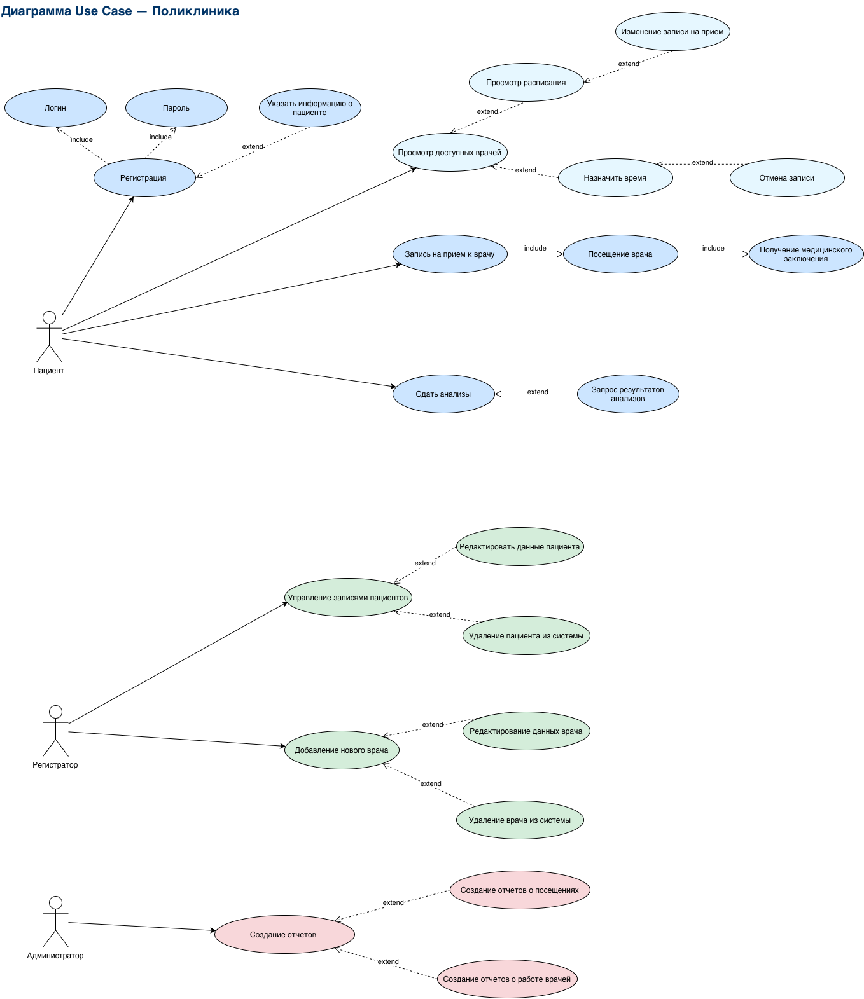 Диаграмма Use Case — Поликлиника
Изменение записи на прием
extend
Просмотр расписания
extend
Логин
Пароль
Указать информацию о
пациенте
include
include
extend
Просмотр доступных врачей
extend
extend
Регистрация
Назначить время
Отмена записи
Запись на прием к врачу
include
Посещение врача
include
Получение медицинского
заключения
Пациент
Сдать анализы
extend
Запрос результатов
анализов
Редактировать данные пациента
extend
Управление записями пациентов
extend
Удаление пациента из системы
extend
Редактирование данных врача
Добавление нового врача
Регистратор
extend
Удаление врача из системы
Создание отчетов о посещениях
extend
Создание отчетов
Администратор
extend
Создание отчетов о работе врачей